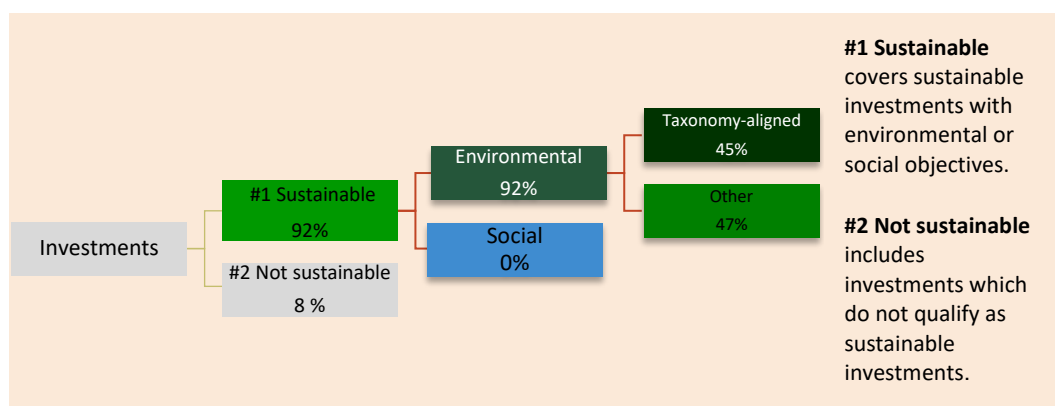 Investments
#1 Sustainable
92%
#2 Not sustainable
8 %
Environmental
92%
Social
0%
Taxonomy-aligned
45%
Other
47%
#1 Sustainable
covers sustainable
investments with
environmental or
social objectives.
#2 Not sustainable
includes
investments which
do not qualify as
sustainable
investments.